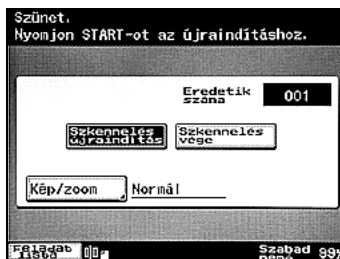 Szünet.
Nyomjon START-ot az újraindításhoz.
Eredetik
száma
001
Szkennelés
újraindítás
Szkennelés
vége
Kép/zoom
Normál
Feladat
lista
Szabad
memó
99%